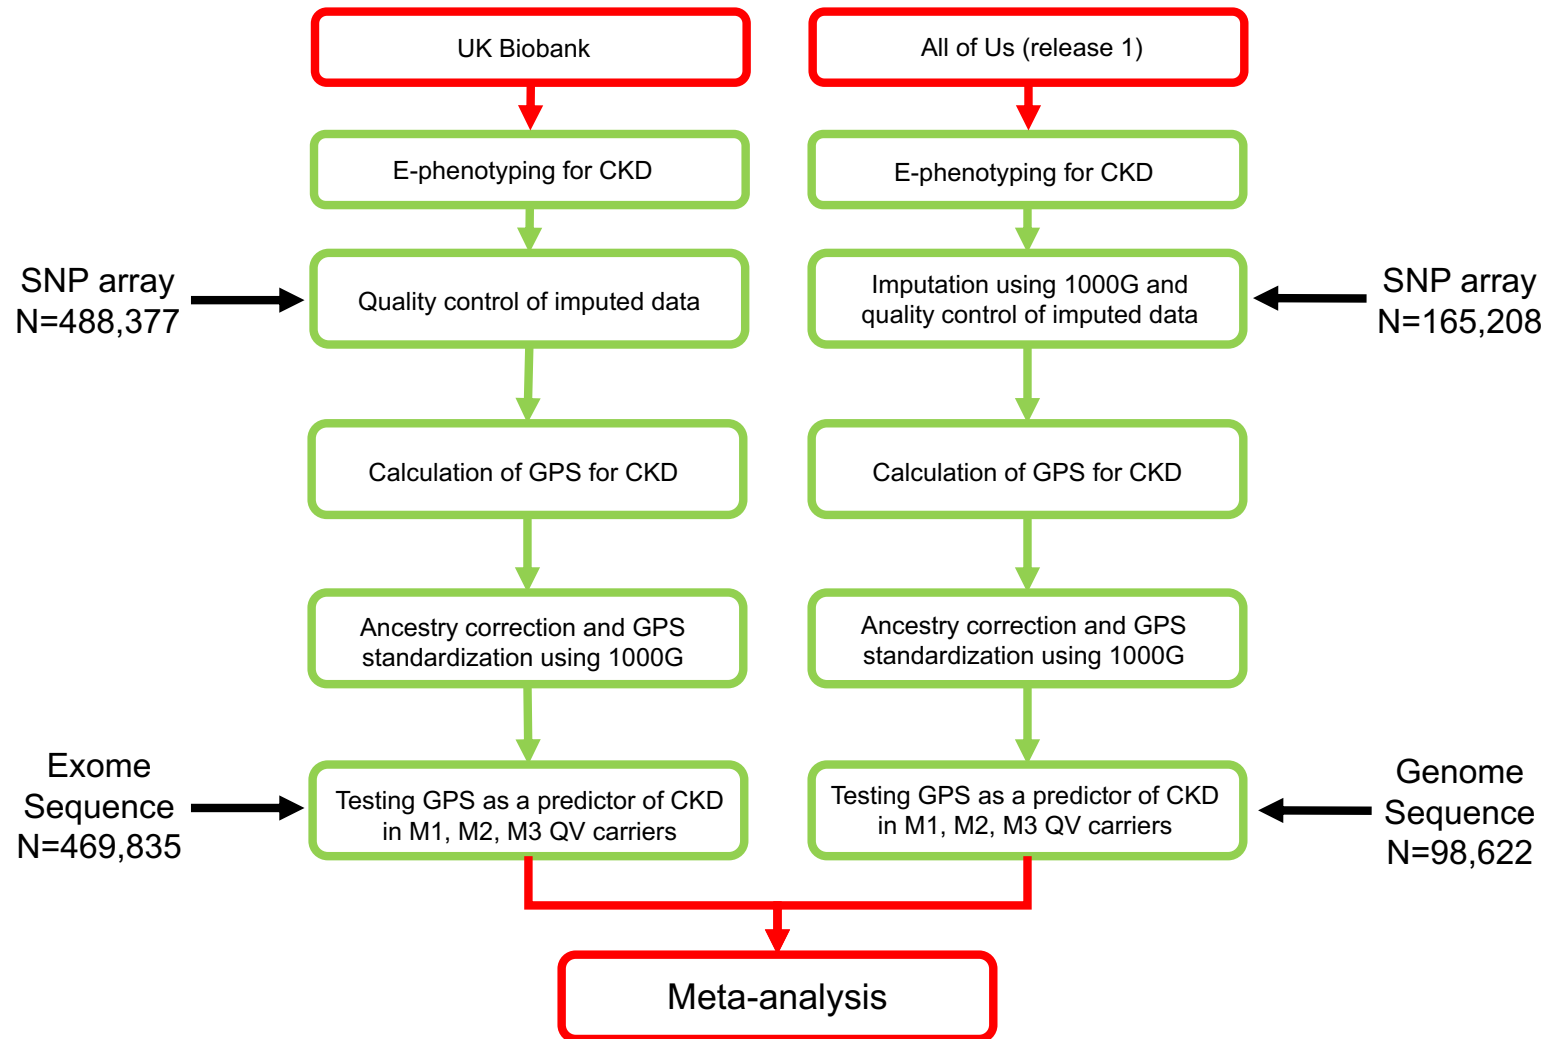 UK Biobank
All of Us (release 1)
E-phenotyping for CKD
E-phenotyping for CKD
SNP array
N=488,377
Quality control of imputed data
Imputation using 1000G and
quality control of imputed data
SNP array
N=165,208
Calculation of GPS for CKD
Calculation of GPS for CKD
Ancestry correction and GPS
standardization using 1000G
Ancestry correction and GPS
standardization using 1000G
Exome
Sequence
N=469,835
Testing GPS as a predictor of CKD
in M1, M2, M3 QV carriers
Testing GPS as a predictor of CKD
in M1, M2, M3 QV carriers
Genome
Sequence
N=98,622
Meta-analysis